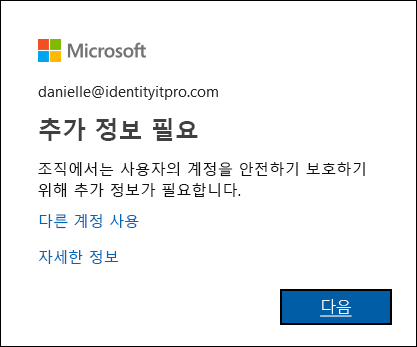 Microsoft
danielle@identityitpro.com
추가 정보 필요
조직에서는 사용자의 계정을 안전하기 보호하기
위해 추가 정보가 필요합니다.
다른 계정 사용
자세한 정보
다음